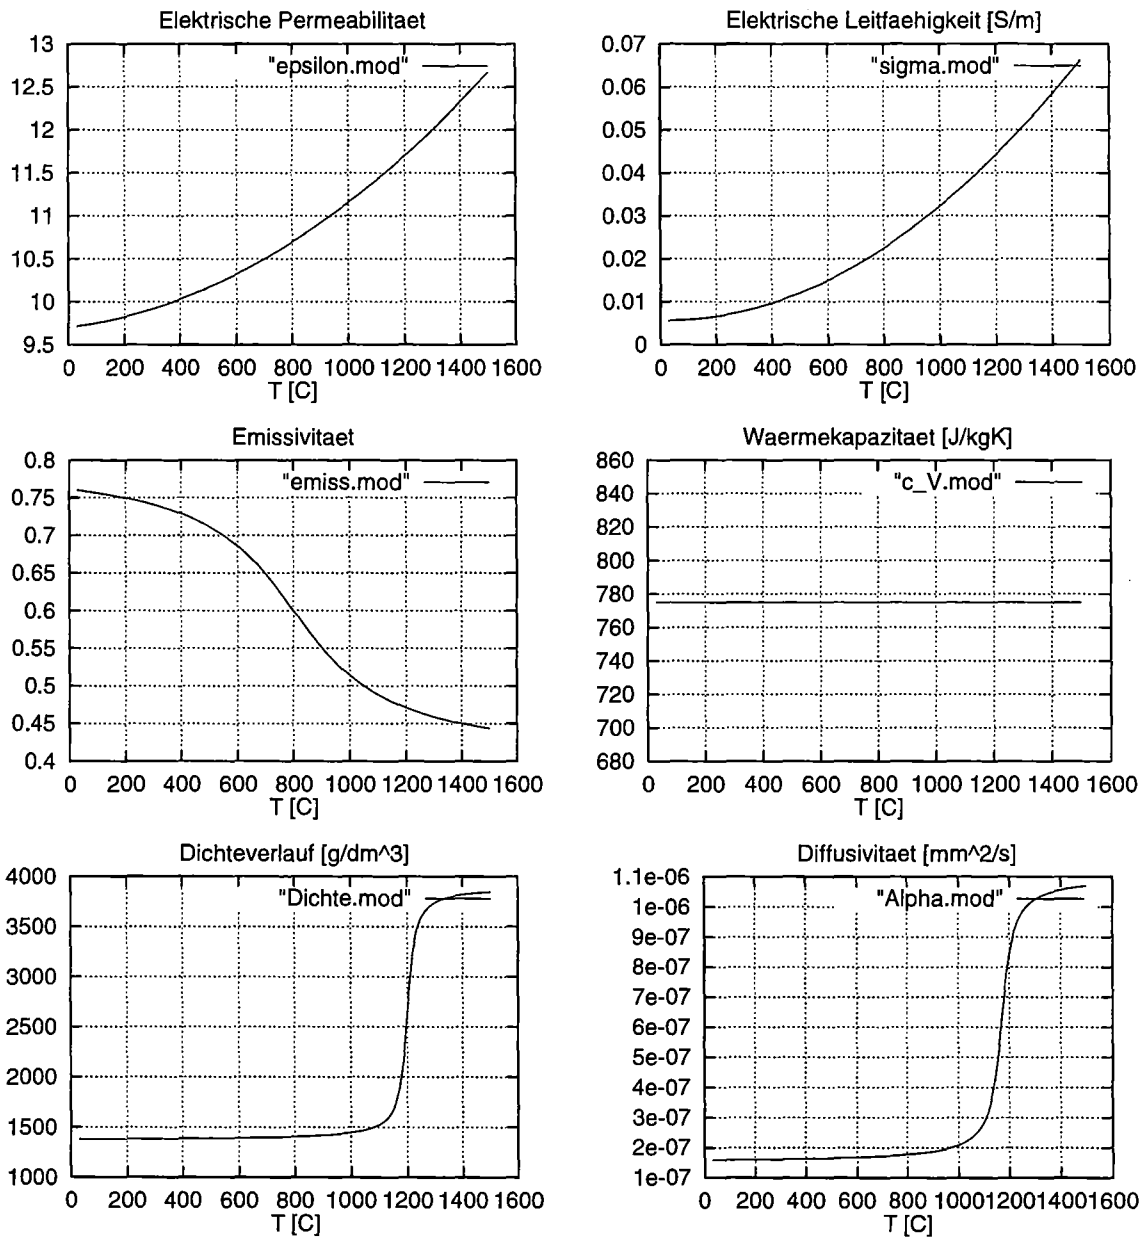 Elektrische Permeabilitaet
13
12.5
12
11.5
11
10.5
10
9.5
"epsilon.mod"
0 200 400 600 800 1000 1200 1400 1600
T [C]
Elektrische Leitfaehigkeit [S/m]
0.07
0.06
0.05
0.04
0.03
0.02
0.01
0
"sigma.mod"
0 200 400 600 800 1000 1200 1400 1600
T [C]
Emissivitaet
0.8
0.75
0.7
0.65
0.6
0.55
0.5
0.45
0.4
"emiss.mod"
0 200 400 600 800 1000 1200 1400 1600
T [C]
Waermekapazitaet [J/kgK]
860
840
820
800
780
760
740
720
700
680
"c_V.mod"
0 200 400 600 800 1000 1200 1400 1600
T [C]
Dichteverlauf [g/dm^3]
4000
3500
3000
2500
2000
1500
1000
"Dichte.mod"
0 200 400 600 800 1000 1200 1400 1600
T [C]
Diffusivitaet [mm^2/s]
1.1e-06
1e-06
9e-07
8e-07
7e-07
6e-07
5e-07
4e-07
3e-07
2e-07
1e-07
"Alpha.mod"
0 200 400 600 800 1000 1200 1400 1600
T [C]